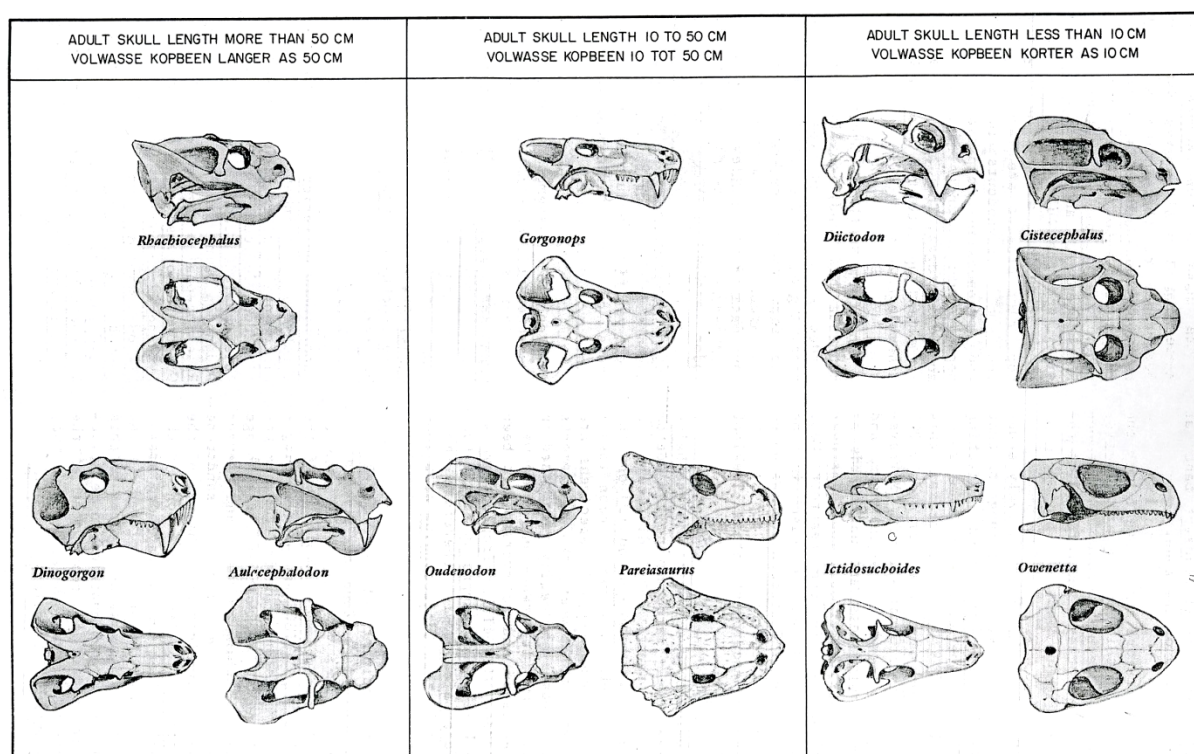 ADULT SKULL LENGTH MORE THAN 50 CM
VOLWASSE KOPBEEN LANGER AS 50 CM
ADULT SKULL LENGTH 10 TO 50 CM
VOLWASSE KOPBEEN 10 TOT 50 CM
ADULT SKULL LENGTH LESS THAN 10 CM
VOLWASSE KOPBEEN KORTER AS 10 CM
Rhachiocephalus
Gorgonops
Diictodon
Cistecephalus
Dinogorgon
Aulacephalodon
Oudenodon
Pareiasaurus
Ictidosuchoides
Owenetta